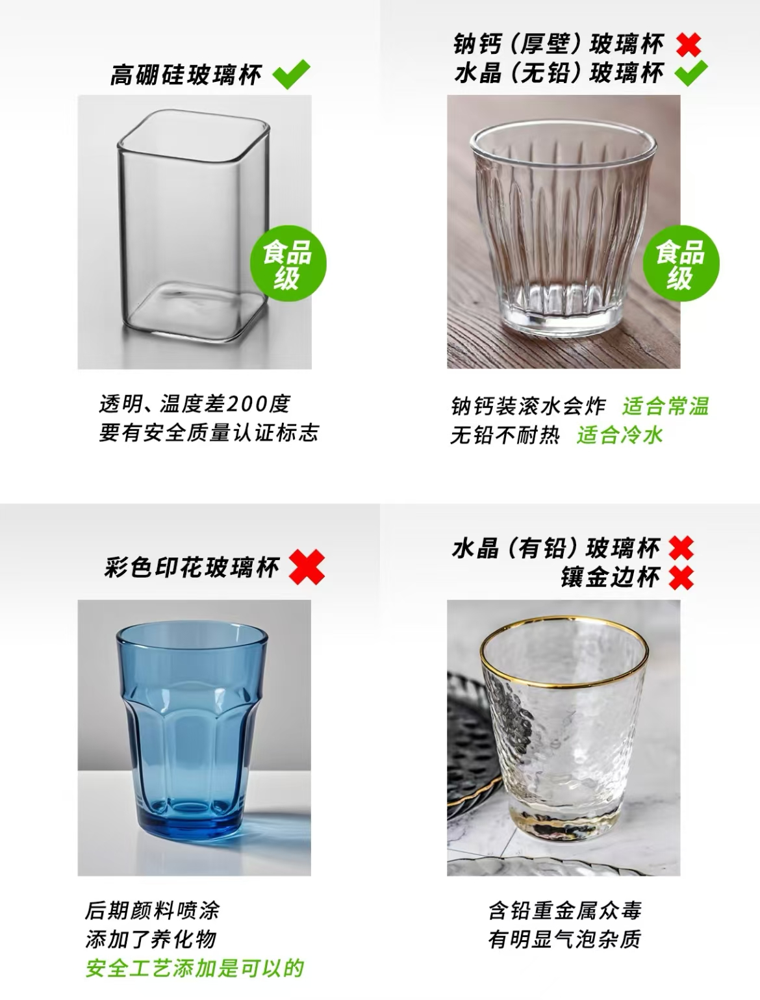 高硼硅玻璃杯
食品
级
透明、温度差200度
要有安全质量认证标志
钠钙（厚壁）玻璃杯
水晶（无铅）玻璃杯
食品
级
钠钙装滚水会炸 适合常温
无铅不耐热 适合冷水
彩色印花玻璃杯
后期颜料喷涂
添加了养化物
安全工艺添加是可以的
水晶（有铅）玻璃杯
镶金边杯
含铅重金属众毒
有明显气泡杂质